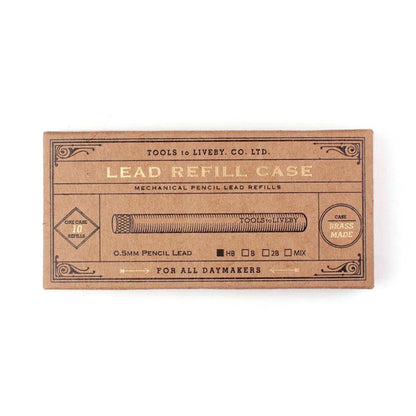 TOOLS to LIVEBY. CO. LTD.
LEAD REFILL CASE
MECHANICAL PENCIL LEAD REFILLS
ONE CASE
10
REFILLS
TOOLS to LIVEBY
CASE
BRASS
MADE
0.5MM PENCIL LEAD ■HB □B □2B □MIX
FOR ALL DAYMAKERS